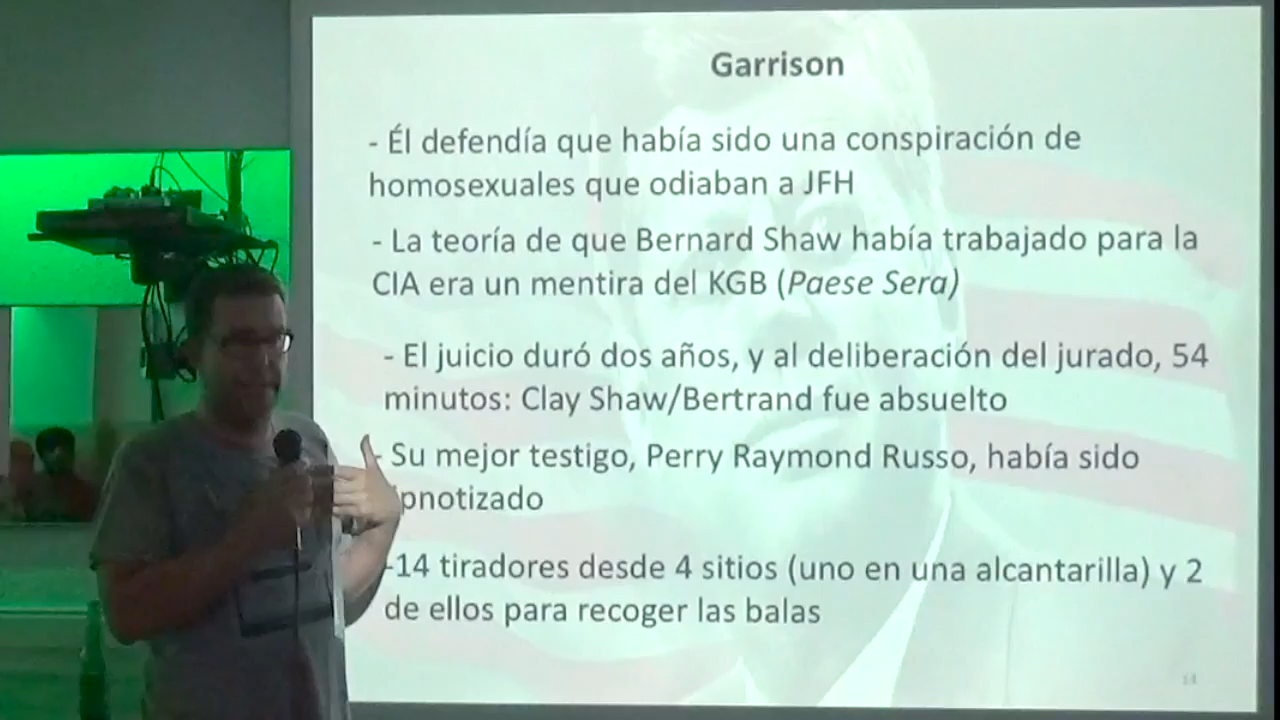 Garrison
- Él defendía que había sido una conspiración de
homosexuales que odiaban a JFH
- La teoría de que Bernard Shaw había trabajado para la
CIA era un mentira del KGB (Paese Sera)
- El juicio duró dos años, y al deliberación del jurado, 54
minutos: Clay Shaw/Bertrand fue absuelto
- Su mejor testigo, Perry Raymond Russo, había sido
ipnotizado
-14 tiradores desde 4 sitios (uno en una alcantarilla) y 2
de ellos para recoger las balas
14